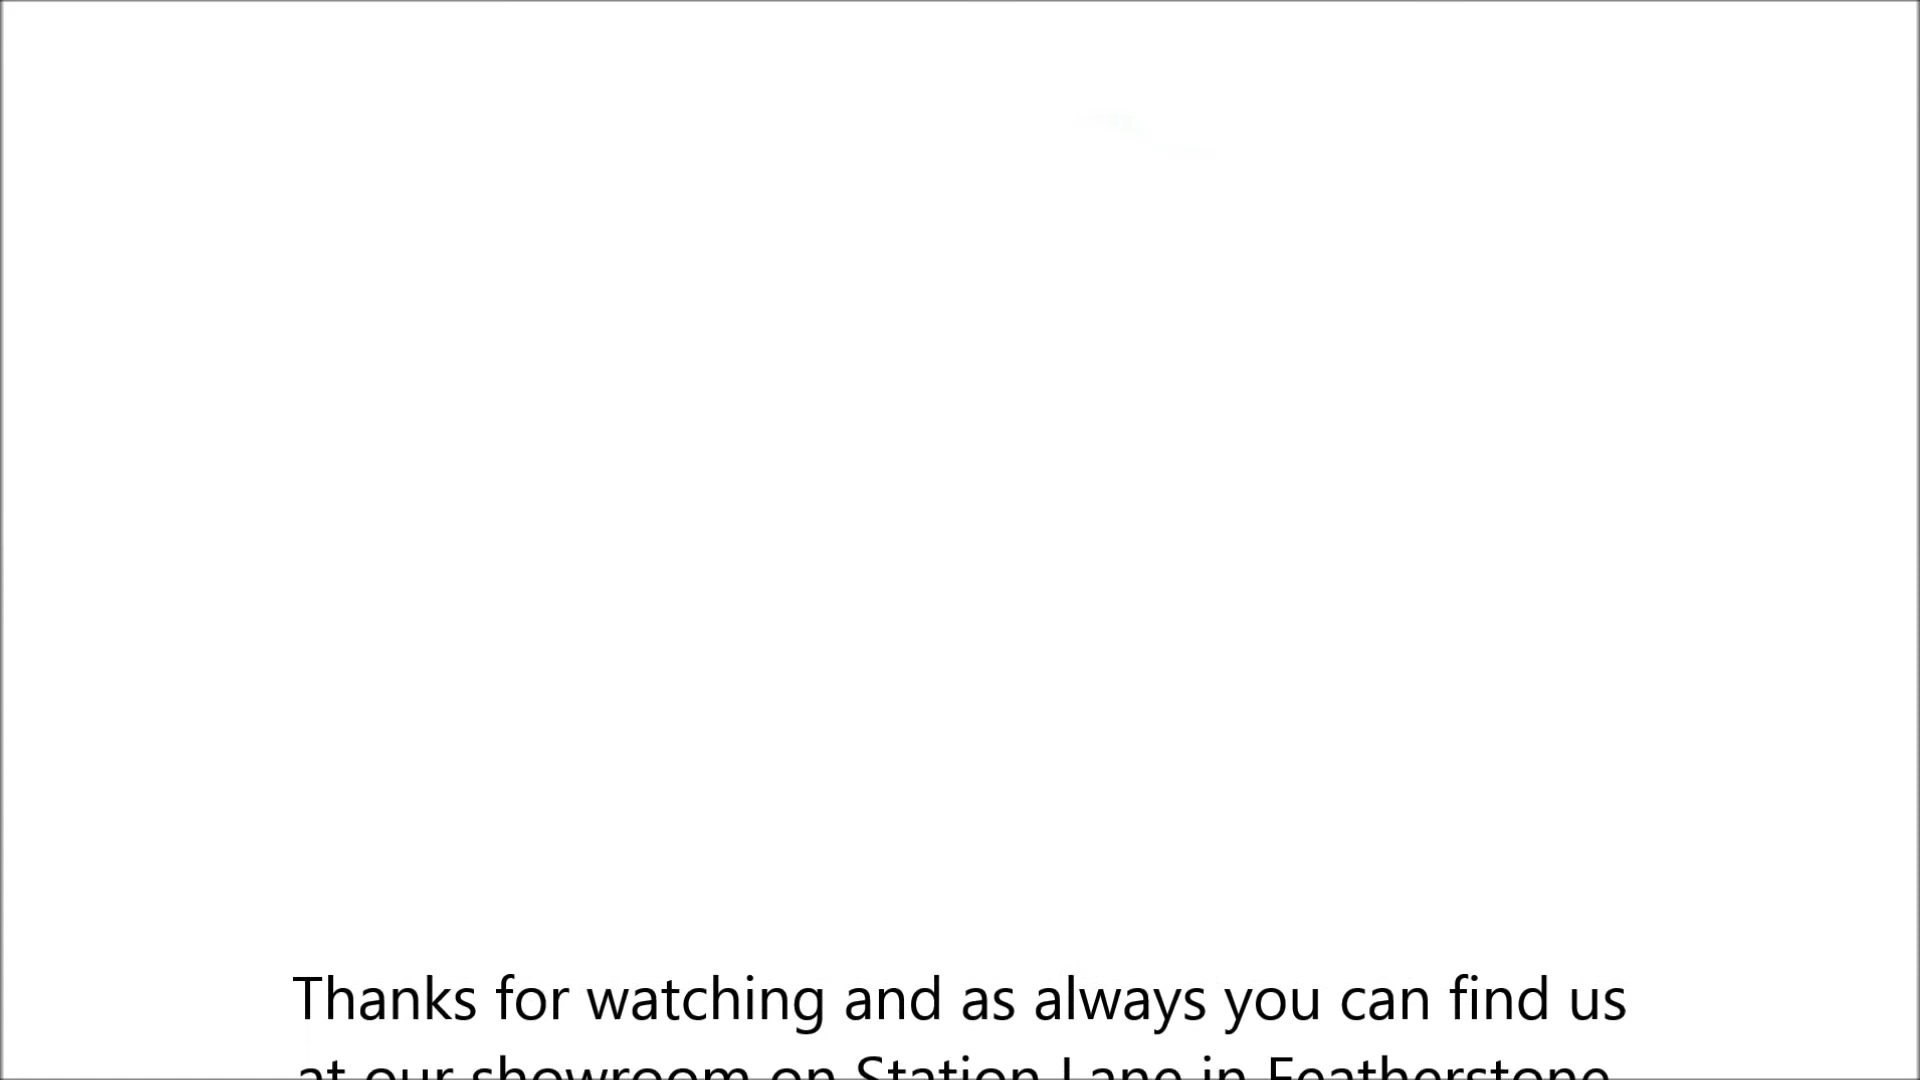 Thanks for watching and as always you can find us
at our showroom on Station Lane in Featherstone